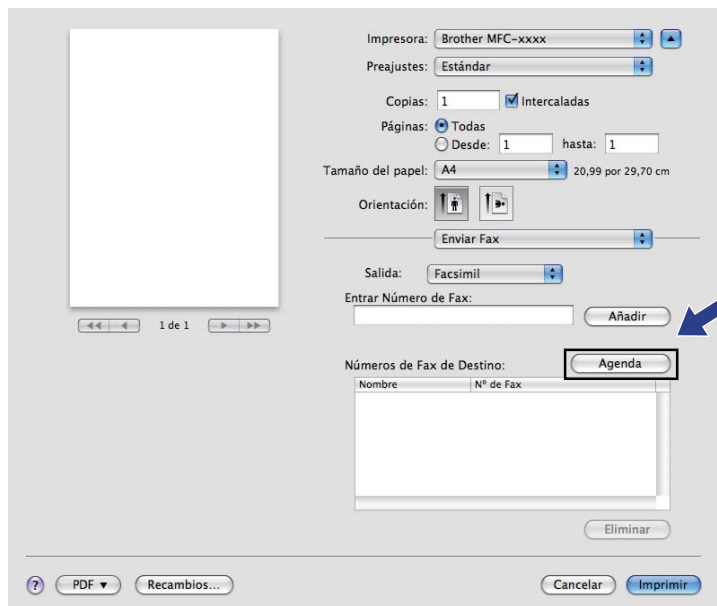 Impresora: Brother MFC-xxxx
Preajustes: Estándar
Copias: 1 Intercaladas
Páginas: Todas
Desde: 1 hasta: 1
Tamaño del papel: A4 20,99 por 29,70 cm
Orientación:
Enviar Fax
Salida: Facsimil
Entrar Número de Fax:
Añadir
1 de 1
Números de Fax de Destino: Agenda
Nombre Nº de Fax
Eliminar
? PDF Recambios... Cancelar Imprimir